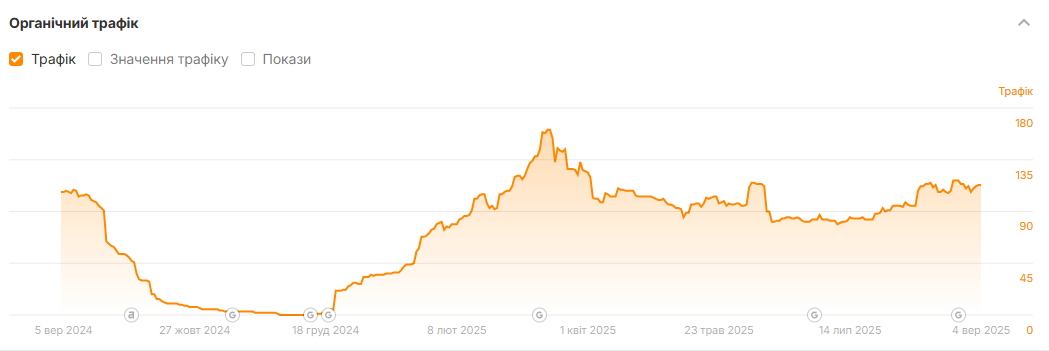 Органічний трафік
Трафік Значення трафіку Покази
Трафік
180
135
90
45
a G G G G G G
5 вер 2024 27 жовт 2024 18 груд 2024 8 лют 2025 1 квіт 2025 23 трав 2025 14 лип 2025 4 вер 2025 0